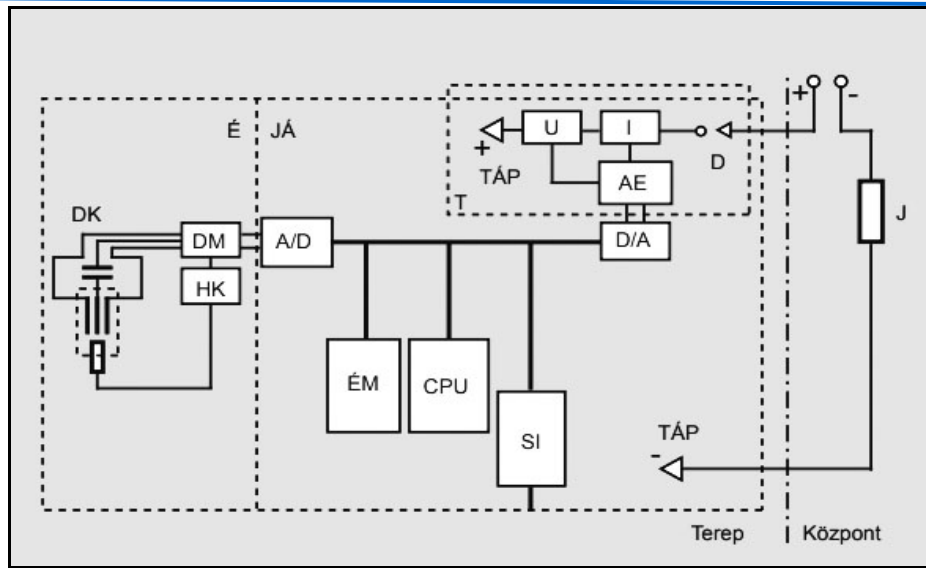 + -
É JÁ
U I
+ D
TÁP
AE
T
DK
J
DM A/D D/A
HK
ÉM CPU
SI
TÁP
-
Terep Központ